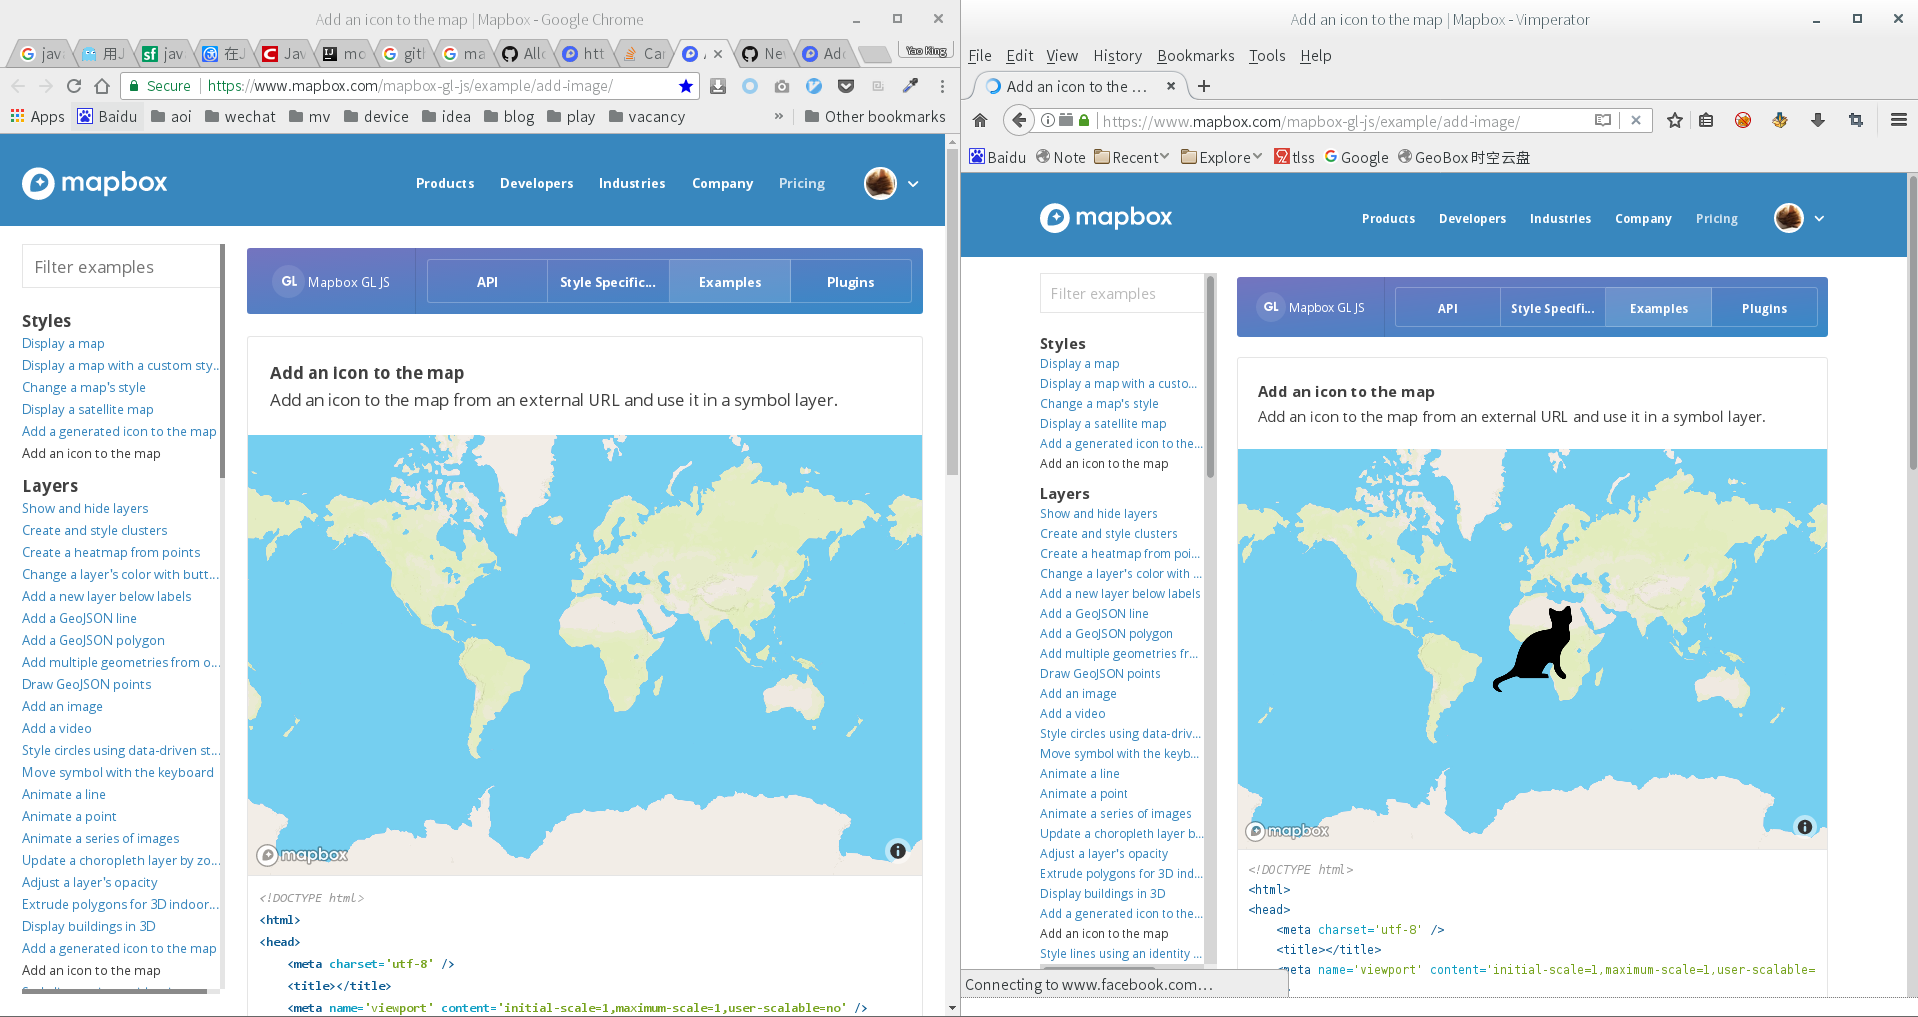 Add an icon to the map | Mapbox - Google Chrome
jav
用J
jav
在J
Jav
mo
gith
ma
Allo
htt
Car
A
Nev
Add
Yao King
Secure
https://www.mapbox.com/mapbox-gl-js/example/add-image/
Apps
Baidu
aoi
wechat
mv
device
idea
blog
play
vacancy
»
Other bookmarks
mapbox
Products
Developers
Industries
Company
Pricing
Filter examples
Styles
Display a map
Display a map with a custom sty...
Change a map's style
Display a satellite map
Add a generated icon to the map
Add an icon to the map
Layers
Show and hide layers
Create and style clusters
Create a heatmap from points
Change a layer's color with butt...
Add a new layer below labels
Add a GeoJSON line
Add a GeoJSON polygon
Add multiple geometries from o...
Draw GeoJSON points
Add an image
Add a video
Style circles using data-driven st...
Move symbol with the keyboard
Animate a line
Animate a point
Animate a series of images
Update a choropleth layer by zo...
Adjust a layer's opacity
Extrude polygons for 3D indoor...
Display buildings in 3D
Add a generated icon to the map
Add an icon to the map
GL Mapbox GL JS
API
Style Specific...
Examples
Plugins
Add an icon to the map
Add an icon to the map from an external URL and use it in a symbol layer.
mapbox
<!DOCTYPE html>
<html>
<head>
<meta charset='utf-8' />
<title></title>
<meta name='viewport' content='initial-scale=1,maximum-scale=1,user-scalable=no' />
Add an icon to the map | Mapbox - Vimperator
File
Edit
View
History
Bookmarks
Tools
Help
Add an icon to the ...
https://www.mapbox.com/mapbox-gl-js/example/add-image/
Baidu
Note
Recent
Explore
tlss
Google
GeoBox 时空云盘
mapbox
Products
Developers
Industries
Company
Pricing
Filter examples
Styles
Display a map
Display a map with a custo...
Change a map's style
Display a satellite map
Add a generated icon to the...
Add an icon to the map
Layers
Show and hide layers
Create and style clusters
Create a heatmap from poi...
Change a layer's color with ...
Add a new layer below labels
Add a GeoJSON line
Add a GeoJSON polygon
Add multiple geometries fr...
Draw GeoJSON points
Add an image
Add a video
Style circles using data-driv...
Move symbol with the keyb...
Animate a line
Animate a point
Animate a series of images
Update a choropleth layer b...
Adjust a layer's opacity
Extrude polygons for 3D ind...
Display buildings in 3D
Add a generated icon to the...
Add an icon to the map
Style lines using an identity ...
GL Mapbox GL JS
API
Style Specifi...
Examples
Plugins
Add an icon to the map
Add an icon to the map from an external URL and use it in a symbol layer.
mapbox
<!DOCTYPE html>
<html>
<head>
<meta charset='utf-8' />
<title></title>
<meta name='viewport' content='initial-scale=1,maximum-scale=1,user-scalable=
Connecting to www.facebook.com...